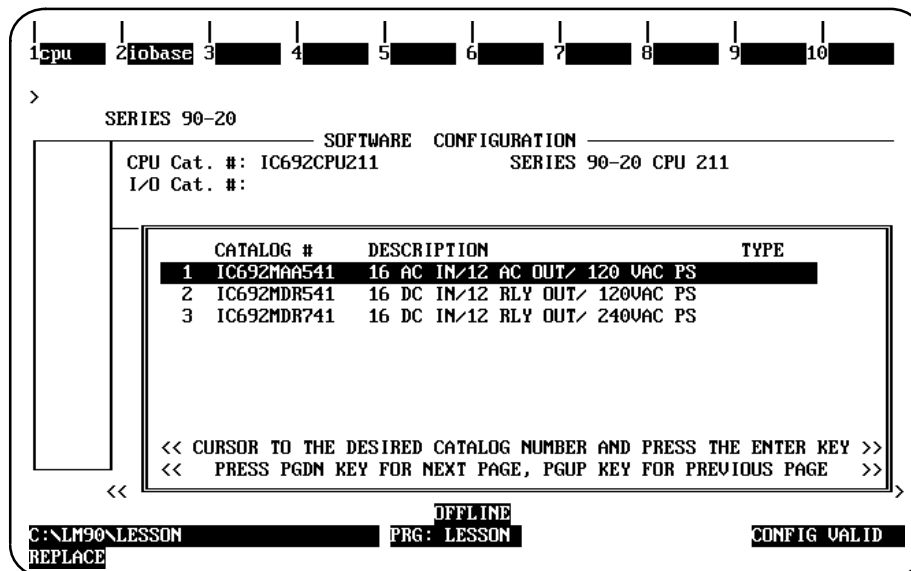 1cpu 2iobase 3 4 5 6 7 8 9 10
>
SERIES 90-20
SOFTWARE CONFIGURATION
CPU Cat. #: IC692CPU211 SERIES 90-20 CPU 211
I/O Cat. #:
CATALOG # DESCRIPTION TYPE
1 IC692MAA541 16 AC IN/12 AC OUT/ 120 VAC PS
2 IC692MDR541 16 DC IN/12 RLY OUT/ 120VAC PS
3 IC692MDR741 16 DC IN/12 RLY OUT/ 240VAC PS
<< CURSOR TO THE DESIRED CATALOG NUMBER AND PRESS THE ENTER KEY >>
<< PRESS PGDN KEY FOR NEXT PAGE, PGUP KEY FOR PREVIOUS PAGE >>
<< >
OFFLINE
C:\LM90\LESSON PRG: LESSON CONFIG VALID
REPLACE